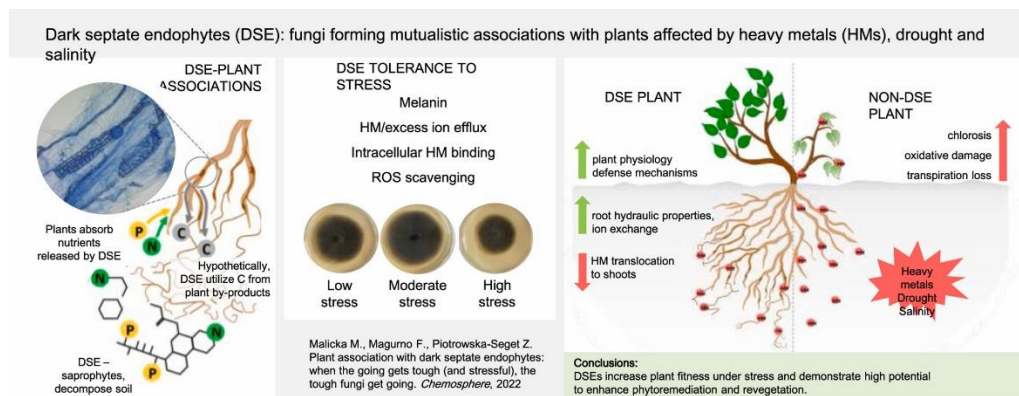 Dark septate endophytes (DSE): fungi forming mutualistic associations with plants affected by heavy metals (HMs), drought and
salinity
DSE-PLANT
ASSOCIATIONS
P
N
C
C
Plants absorb
nutrients
released by DSE
Hypothetically,
DSE utilize C from
plant by-products
N
P
N
P
DSE –
saprophytes,
decompose soil
DSE TOLERANCE TO
STRESS
Melanin
HM/excess ion efflux
Intracellular HM binding
ROS scavenging
Low
stress
Moderate
stress
High
stress
Malicka M., Magurno F., Piotrowska-Seget Z.
Plant association with dark septate endophytes:
when the going gets tough (and stressful), the
tough fungi get going. Chemosphere, 2022
DSE PLANT
NON-DSE
PLANT
plant physiology
defense mechanisms
root hydraulic properties,
ion exchange
HM translocation
to shoots
chlorosis
oxidative damage
transpiration loss
Heavy
metals
Drought
Salinity
Conclusions:
DSEs increase plant fitness under stress and demonstrate high potential
to enhance phytoremediation and revegetation.